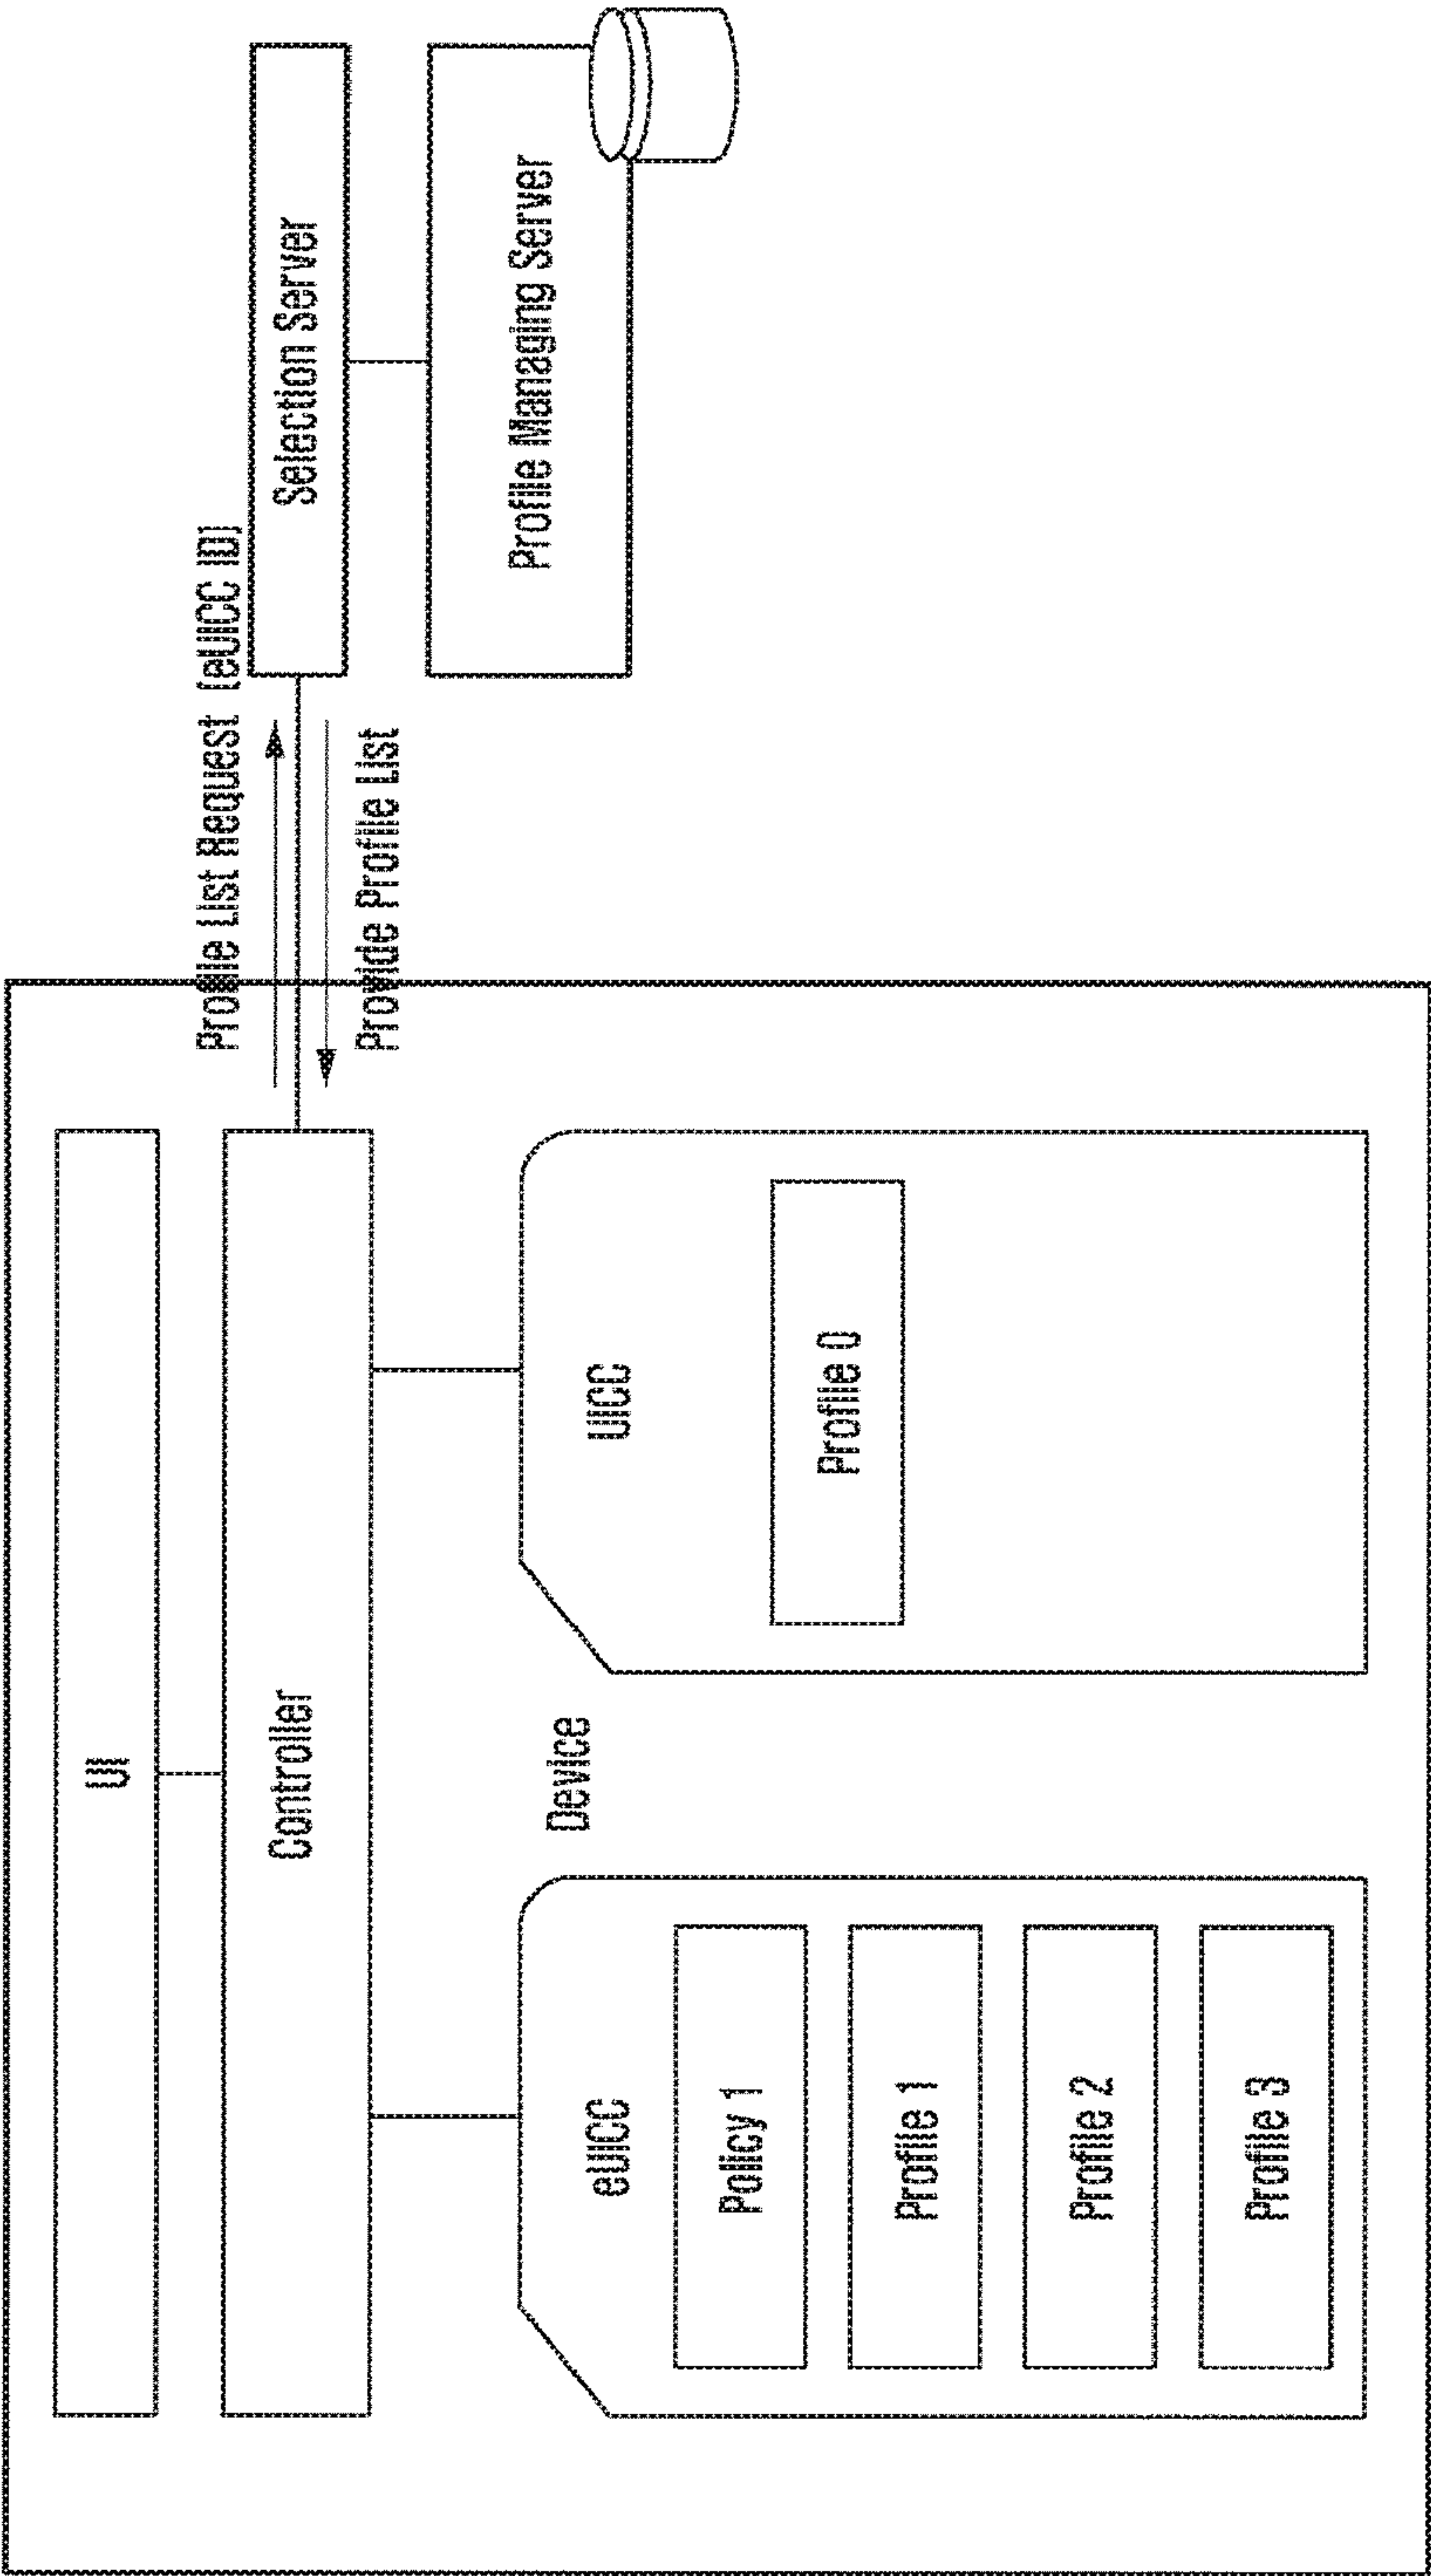 UI
Controller
Device
eUICC
Policy 1
Profile 1
Profile 2
Profile 3
UICC
Profile 0
Profile List Request (eUICC ID)
Provide Profile List
Selection Server
Profile Managing Server